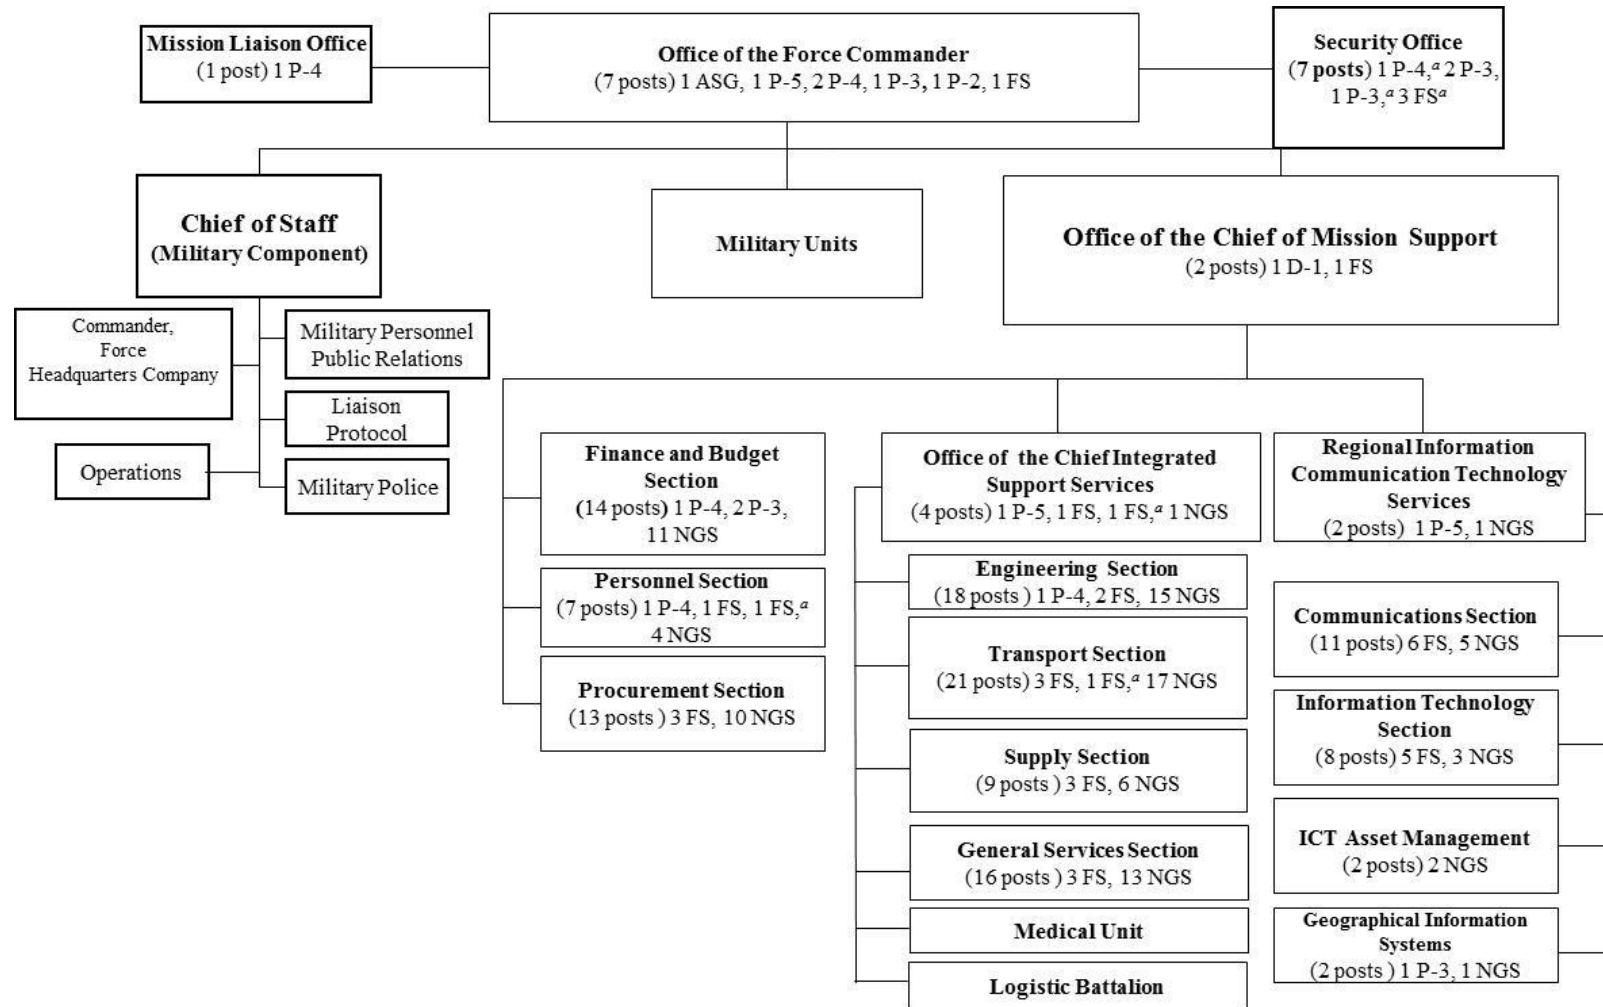 Mission Liaison Office
(1 post) 1 P-4
Office of the Force Commander
(7 posts) 1 ASG, 1 P-5, 2 P-4, 1 P-3, 1 P-2, 1 FS
Security Office
(7 posts) 1 P-4,a 2 P-3,
1 P-3,a 3 FSa
Chief of Staff
(Military Component)
Military Units
Office of the Chief of Mission Support
(2 posts) 1 D-1, 1 FS
Commander,
Force
Headquarters Company
Military Personnel
Public Relations
Liaison
Protocol
Operations
Military Police
Finance and Budget
Section
(14 posts) 1 P-4, 2 P-3,
11 NGS
Personnel Section
(7 posts) 1 P-4, 1 FS, 1 FS,a
4 NGS
Procurement Section
(13 posts ) 3 FS, 10 NGS
Office of the Chief Integrated
Support Services
(4 posts) 1 P-5, 1 FS, 1 FS,a 1 NGS
Engineering Section
(18 posts ) 1 P-4, 2 FS, 15 NGS
Transport Section
(21 posts) 3 FS, 1 FS,a 17 NGS
Supply Section
(9 posts ) 3 FS, 6 NGS
General Services Section
(16 posts ) 3 FS, 13 NGS
Medical Unit
Logistic Battalion
Regional Information
Communication Technology
Services
(2 posts) 1 P-5, 1 NGS
Communications Section
(11 posts) 6 FS, 5 NGS
Information Technology
Section
(8 posts) 5 FS, 3 NGS
ICT Asset Management
(2 posts) 2 NGS
Geographical Information
Systems
(2 posts ) 1 P-3, 1 NGS